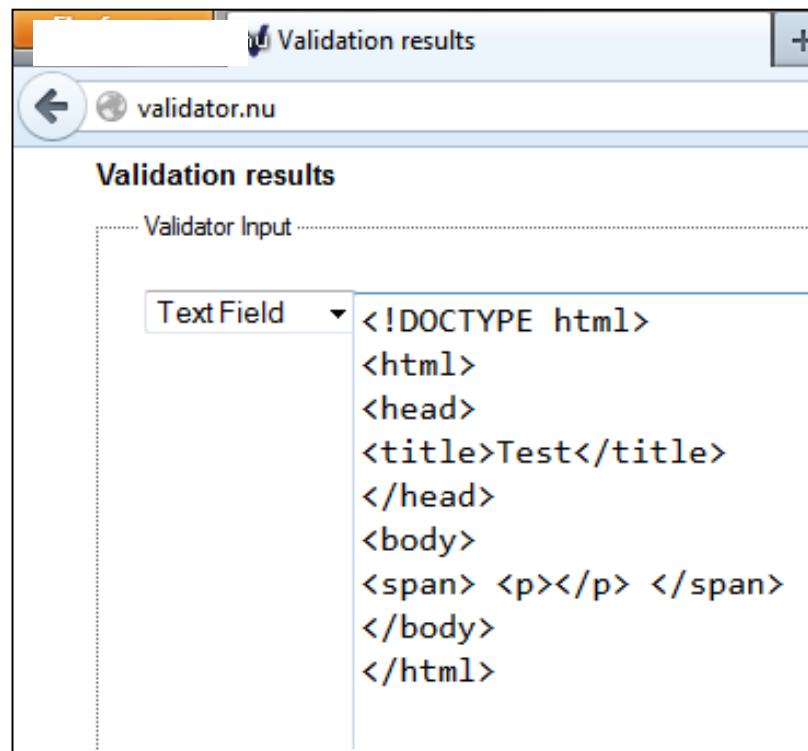 Validation results
+
validator.nu
Validation results
Validator Input
Text Field
<!DOCTYPE html>
<html>
<head>
<title>Test</title>
</head>
<body>
<span> <p></p> </span>
</body>
</html>